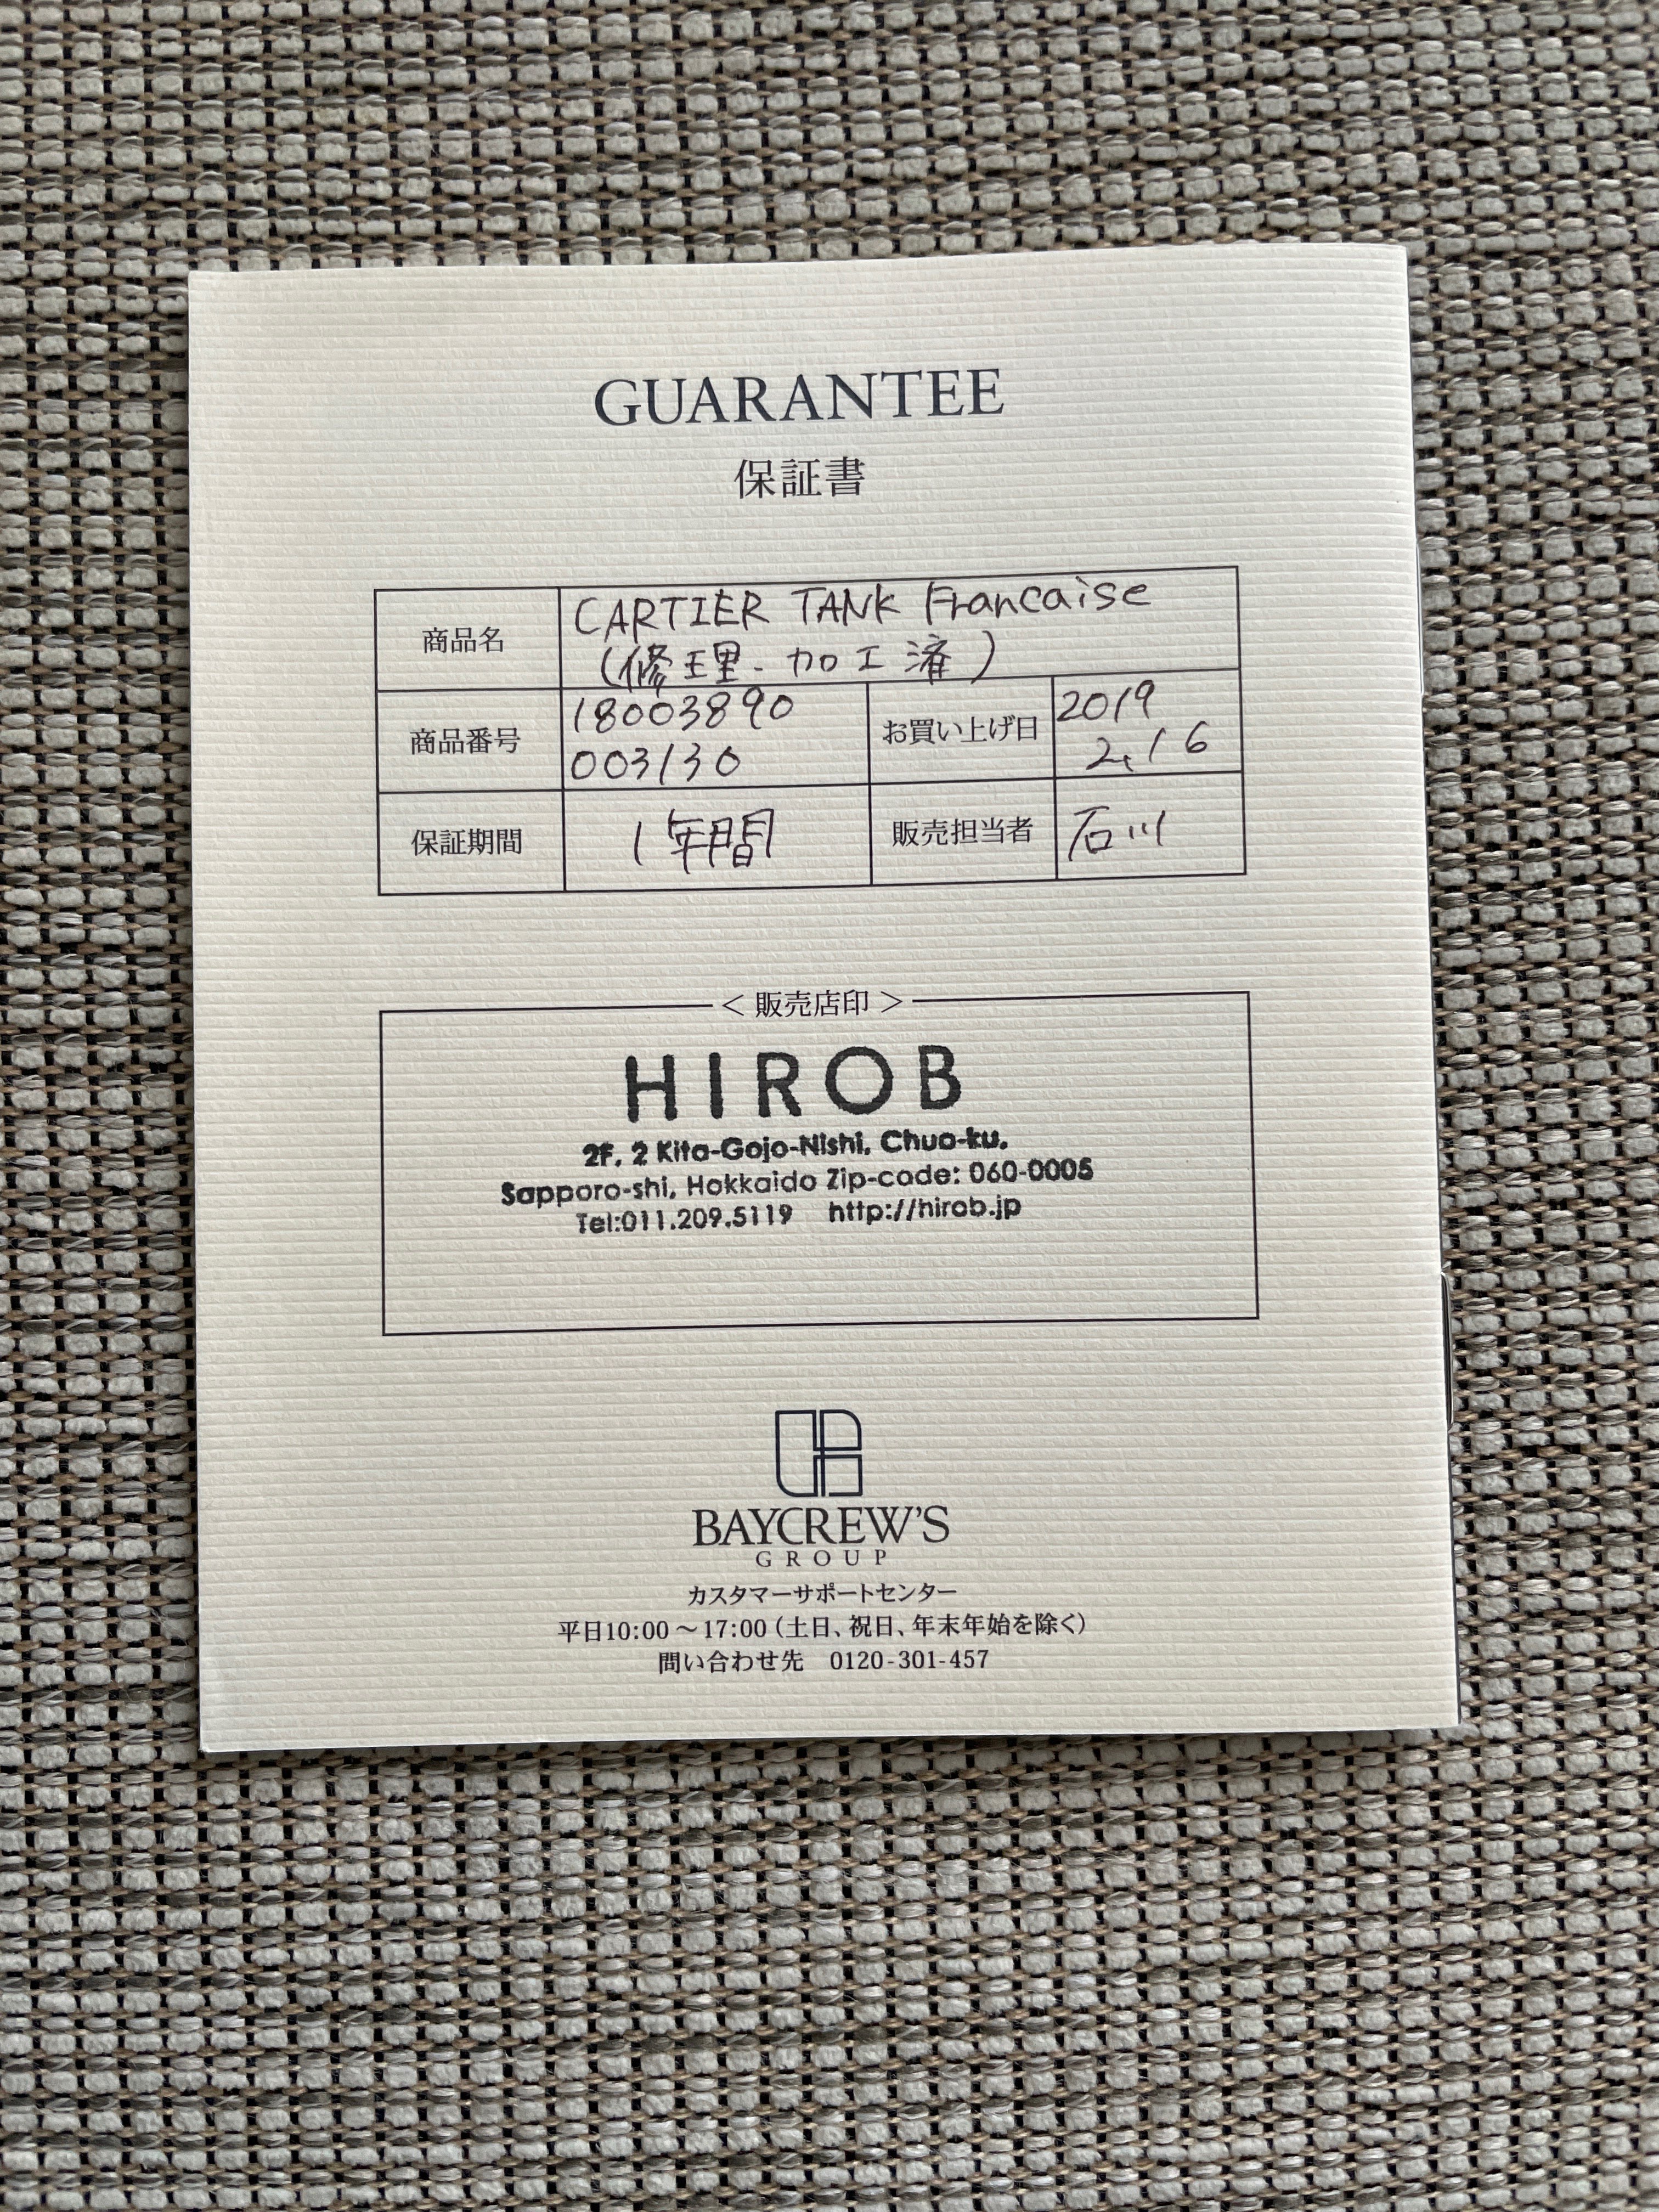 GUARANTEE
保証書
商品名
CARTIER TANK Francaise
(修理・加工済)
商品番号
18003890
003130
お買い上げ日
2019
2.16
保証期間
1年間
販売担当者
石川
＜販売店印＞
HIROB
2F, 2 Kita-Gojo-Nishi, Chuo-ku,
Sapporo-shi, Hokkaido Zip-code: 060-0005
Tel:011.209.5119 http://hirob.jp
BAYCREW'S
GROUP
カスタマーサポートセンター
平日10:00〜17:00（土日、祝日、年末年始を除く）
問い合わせ先 0120-301-457